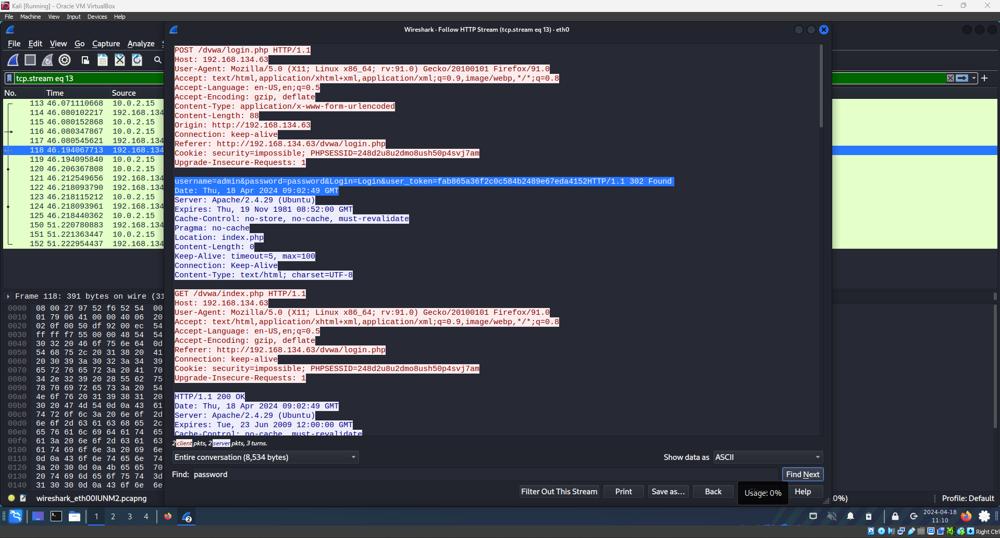 Kali [Running] - Oracle VM VirtualBox
File Machine View Input Devices Help
Wireshark · Follow HTTP Stream (tcp.stream eq 13) · eth0
File Edit View Go Capture Analyze
tcp.stream eq 13
No. Time Source
113 46.071110668 10.0.2.15
114 46.080102217 192.168.134
115 46.080152868 10.0.2.15
116 46.080347867 10.0.2.15
117 46.080545621 192.168.134
118 46.194067713 192.168.134
119 46.194095840 10.0.2.15
120 46.206367808 10.0.2.15
121 46.212549656 192.168.134
122 46.218093790 192.168.134
123 46.218115212 10.0.2.15
124 46.218093961 192.168.134
125 46.218440362 10.0.2.15
150 51.220780883 192.168.134
151 51.221363447 10.0.2.15
152 51.222954437 192.168.134
Frame 118: 391 bytes on wire (31
0000 08 00 27 97 52 f6 52 54 00
0010 01 79 06 41 00 00 40 06 20
0020 02 0f 00 50 df 92 00 ec 54
0030 ff ff f7 55 00 00 48 54 54
0040 30 32 20 46 6f 75 6e 64 0d
0050 54 68 75 2c 20 31 38 20 41
0060 20 30 39 3a 30 32 3a 34 39
0070 65 72 76 65 72 3a 20 41 70
0080 34 2e 32 39 20 28 55 62 75
0090 78 70 69 72 65 73 3a 20 54
00a0 4e 6f 76 20 31 39 38 31 20
00b0 30 20 47 4d 54 0d 0a 43 61
00c0 74 72 6f 6c 3a 20 6e 6f 2d
00d0 6e 6f 2d 63 61 63 68 65 2c
00e0 65 76 61 6c 69 64 61 74 65
00f0 61 3a 20 6e 6f 2d 63 61 63
0100 61 74 69 6f 6e 3a 20 69 6e
0110 0d 0a 43 6f 6e 74 65 6e 74
0120 3a 20 30 0d 0a 4b 65 65 70
0130 20 74 69 6d 65 6f 75 74 3d
0140 31 30 30 0d 0a 43 6f 6e 6e
POST /dvwa/login.php HTTP/1.1
Host: 192.168.134.63
User-Agent: Mozilla/5.0 (X11; Linux x86_64; rv:91.0) Gecko/20100101 Firefox/91.0
Accept: text/html,application/xhtml+xml,application/xml;q=0.9,image/webp,*/*;q=0.8
Accept-Language: en-US,en;q=0.5
Accept-Encoding: gzip, deflate
Content-Type: application/x-www-form-urlencoded
Content-Length: 88
Origin: http://192.168.134.63
Connection: keep-alive
Referer: http://192.168.134.63/dvwa/login.php
Cookie: security=impossible; PHPSESSID=248d2u8u2dmo8ush50p4svj7am
Upgrade-Insecure-Requests: 1
username=admin&password=password&Login=Login&user_token=fab865a36f2c0c584b2489e67eda4152HTTP/1.1 302 Found
Date: Thu, 18 Apr 2024 09:02:49 GMT
Server: Apache/2.4.29 (Ubuntu)
Expires: Thu, 19 Nov 1981 08:52:00 GMT
Cache-Control: no-store, no-cache, must-revalidate
Pragma: no-cache
Location: index.php
Content-Length: 0
Keep-Alive: timeout=5, max=100
Connection: Keep-Alive
Content-Type: text/html; charset=UTF-8
GET /dvwa/index.php HTTP/1.1
Host: 192.168.134.63
User-Agent: Mozilla/5.0 (X11; Linux x86_64; rv:91.0) Gecko/20100101 Firefox/91.0
Accept: text/html,application/xhtml+xml,application/xml;q=0.9,image/webp,*/*;q=0.8
Accept-Language: en-US,en;q=0.5
Accept-Encoding: gzip, deflate
Referer: http://192.168.134.63/dvwa/login.php
Connection: keep-alive
Cookie: security=impossible; PHPSESSID=248d2u8u2dmo8ush50p4svj7am
Upgrade-Insecure-Requests: 1
HTTP/1.1 200 OK
Date: Thu, 18 Apr 2024 09:02:49 GMT
Server: Apache/2.4.29 (Ubuntu)
Expires: Tue, 23 Jun 2009 12:00:00 GMT
Cache-Control: no-cache, must-revalidate
2 client pkts, 2 server pkts, 3 turns.
Entire conversation (8,534 bytes) Show data as ASCII
Find: password Find Next
Filter Out This Stream Print Save as… Back Usage: 0% Help
wireshark_eth00IUNM2.pcapng .0%) Profile: Default
1 2 3 4 2 2024-04-18
11:10
Right Ctrl